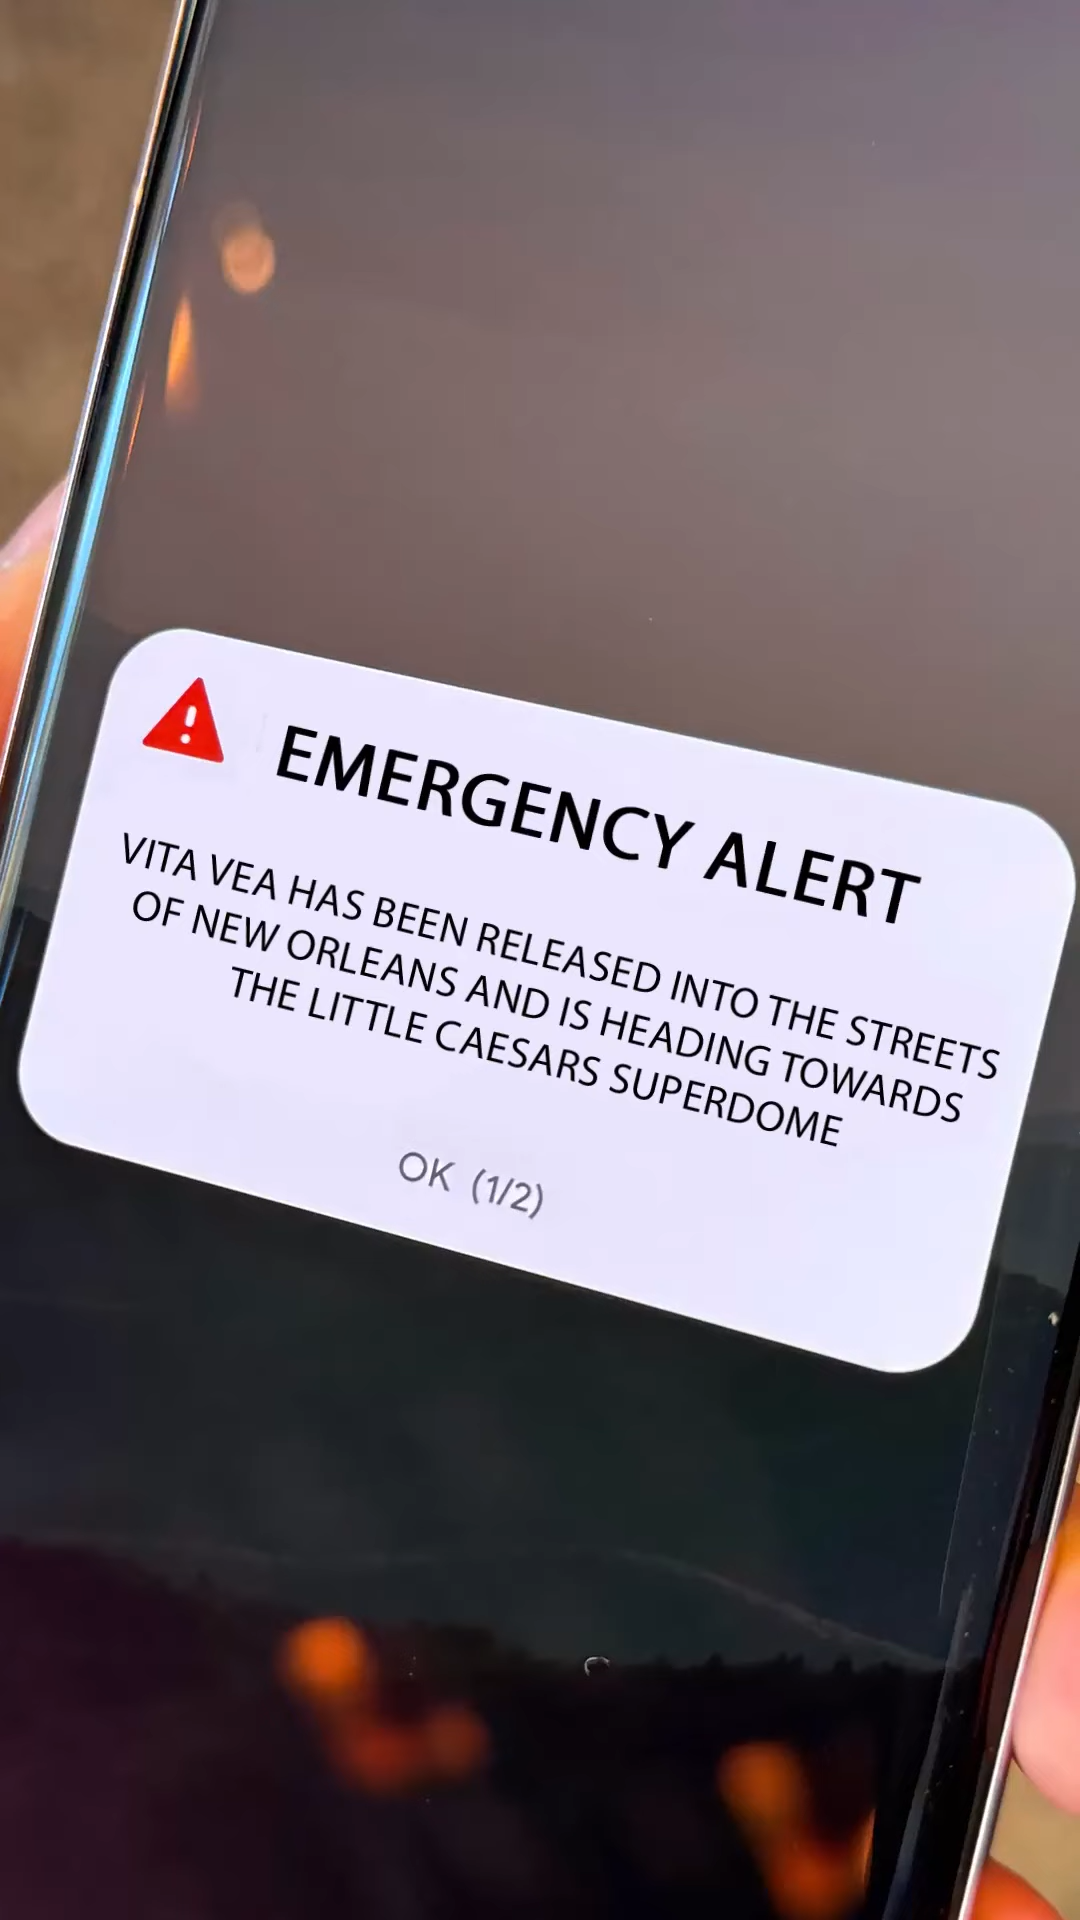 EMERGENCY ALERT
VITA VEA HAS BEEN RELEASED INTO THE STREETS
OF NEW ORLEANS AND IS HEADING TOWARDS
THE LITTLE CAESARS SUPERDOME
OK (1/2)